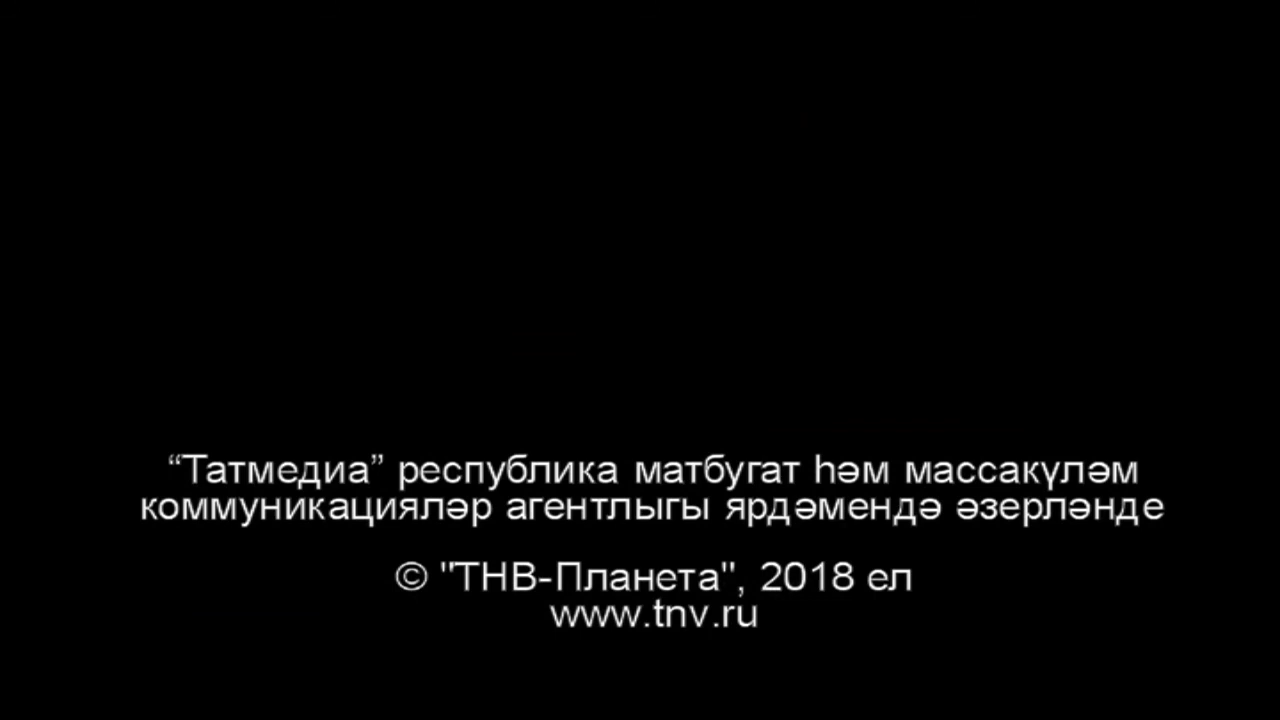 “Татмедиа” республика матбугат һәм массакүләм
коммуникацияләр агентлыгы ярдәмендә әзерләнде
© "ТНВ-Планета", 2018 ел
www.tnv.ru